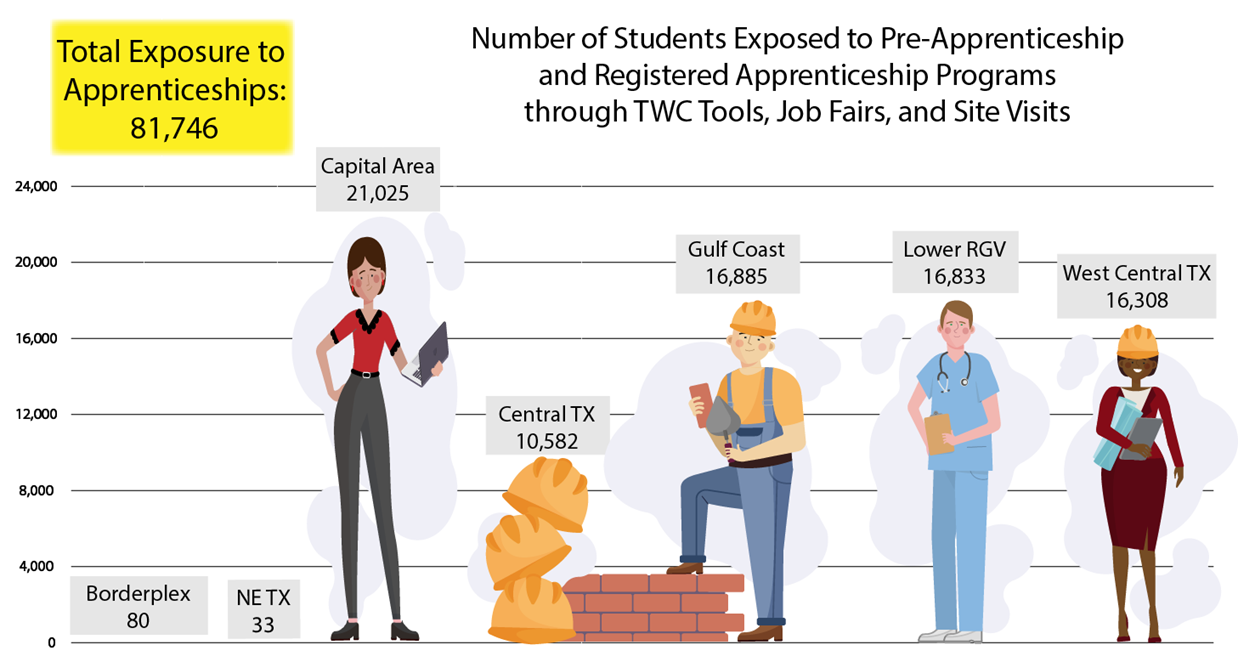 Total Exposure to
Apprenticeships:
81,746
Number of Students Exposed to Pre-Apprenticeship
and Registered Apprenticeship Programs
through TWC Tools, Job Fairs, and Site Visits
24,000
20,000
16,000
12,000
8,000
4,000
0
Borderplex
80
NE TX
33
Capital Area
21,025
Central TX
10,582
Gulf Coast
16,885
Lower RGV
16,833
West Central TX
16,308